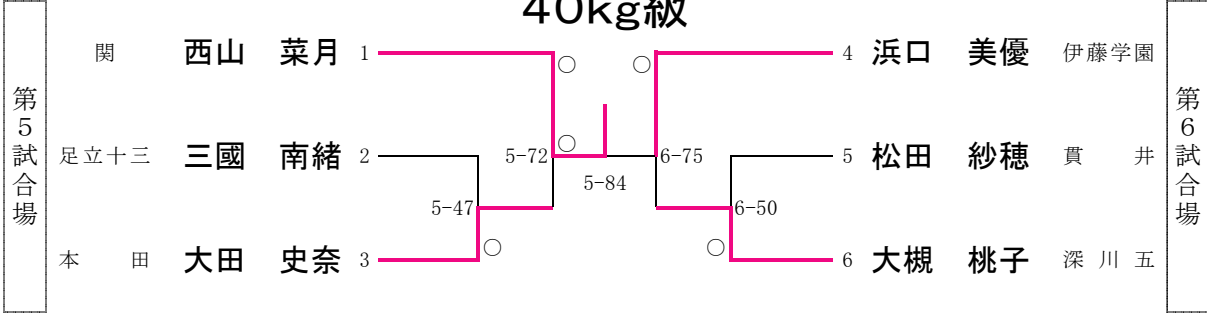 40kg級
第5試合場
関 西山 菜月 1
足立十三 三國 南緒 2
本田 大田 史奈 3
○
○
○
○
○
5-72
6-75
5-84
5-47
6-50
4 浜口 美優 伊藤学園
5 松田 紗穂 貫井
6 大槻 桃子 深川五
第6試合場